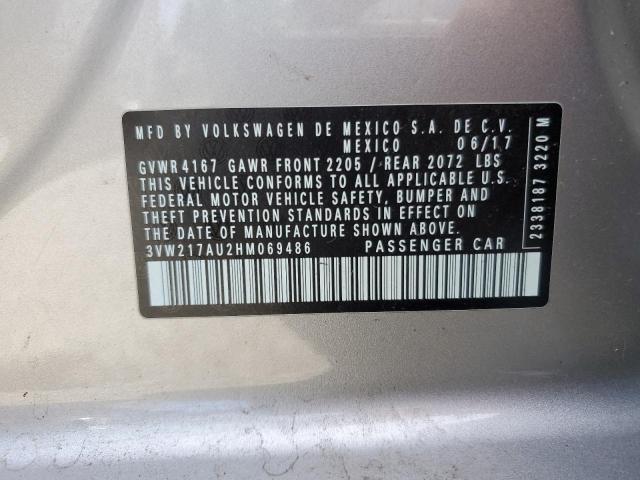 MFD BY VOLKSWAGEN DE MEXICO S.A. DE C.V.
MEXICO 06/17
GVWR 4167 GAWR FRONT 2205 / REAR 2072 LBS
THIS VEHICLE CONFORMS TO ALL APPLICABLE U.S.
FEDERAL MOTOR VEHICLE SAFETY, BUMPER AND
THEFT PREVENTION STANDARDS IN EFFECT ON
THE DATE OF MANUFACTURE SHOWN ABOVE.
3VW217AU2HM069486 PASSENGER CAR
2338187 3220 M